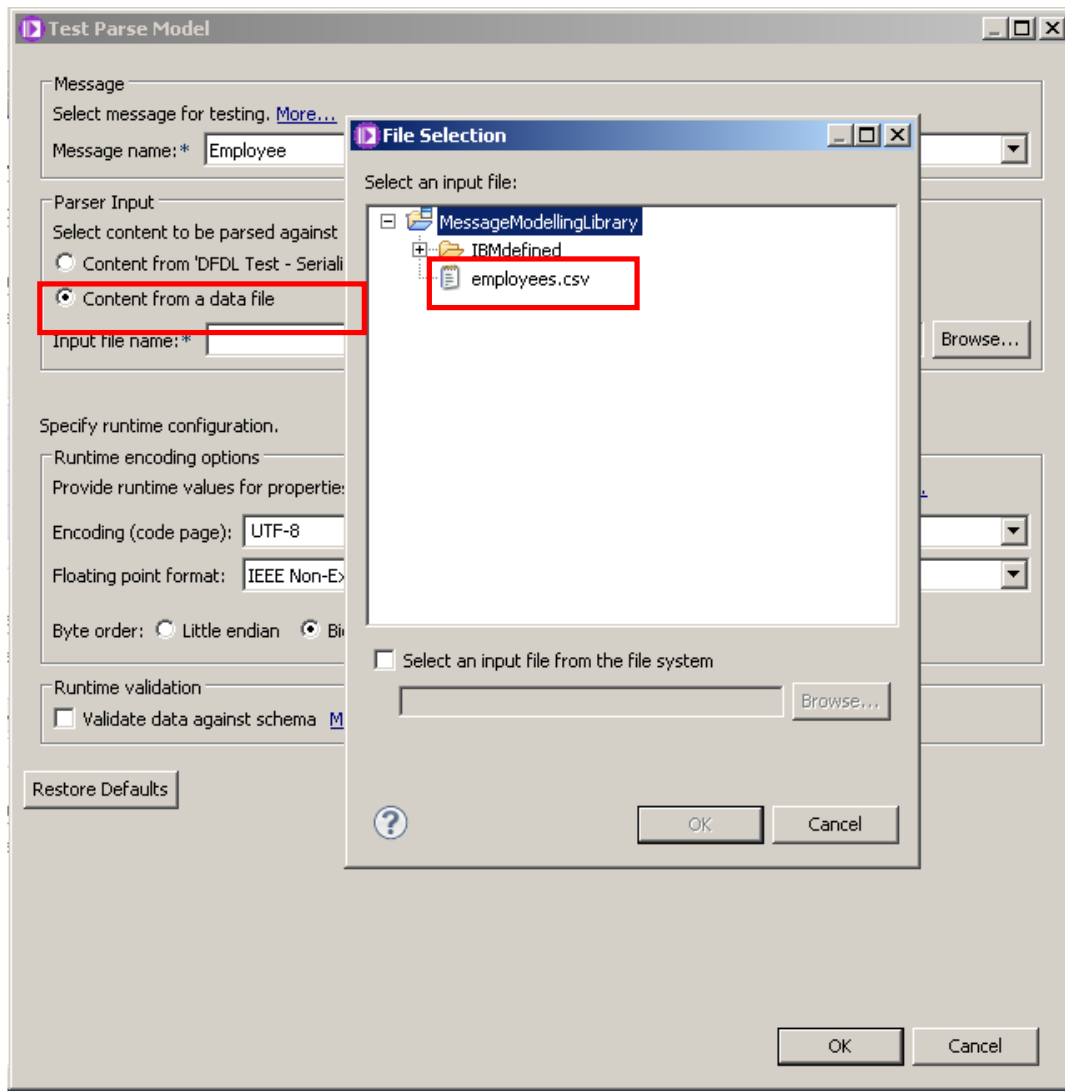 Test Parse Model
Message
Select message for testing. More...
Message name:* Employee
File Selection
Select an input file:
MessageModellingLibrary
IBMdefined
employees.csv
Parser Input
Select content to be parsed against
Content from 'DFDL Test - Seriali
Content from a data file
Input file name:*
Browse...
Specify runtime configuration.
Runtime encoding options
Provide runtime values for
Encoding (code page): UTF-8
Floating point format: IEEE
Byte order: Little endian
Select an input file from the file system
Browse...
Runtime validation
Validate data against schema
Restore Defaults
OK
Cancel
OK
Cancel